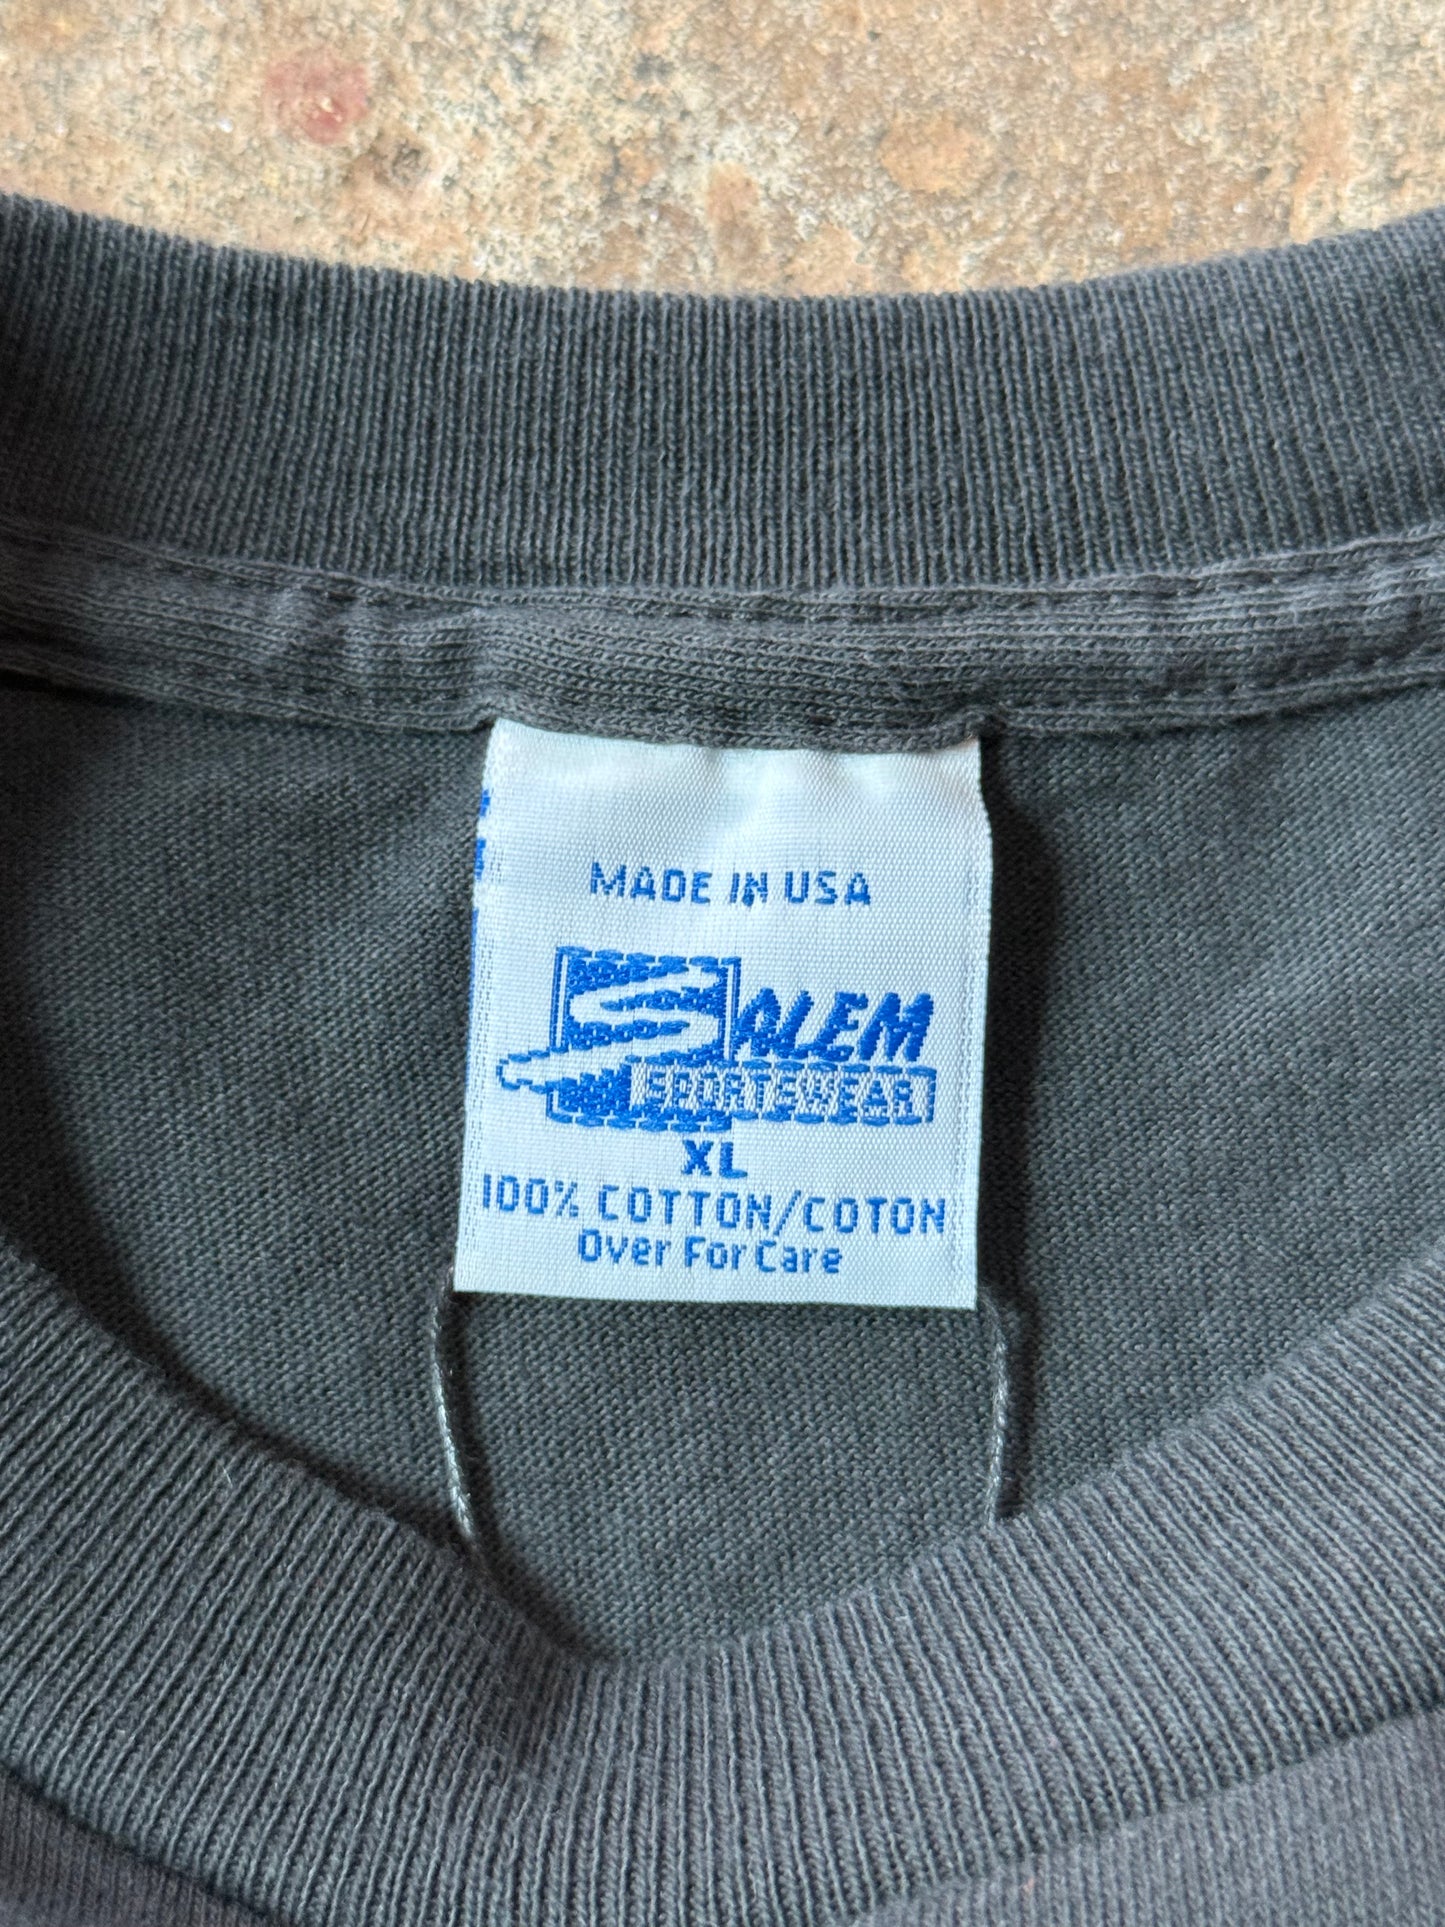 MADE IN USA
SALEM
SPORTSWEAR
XL
100% COTTON/COTON
Over For Care